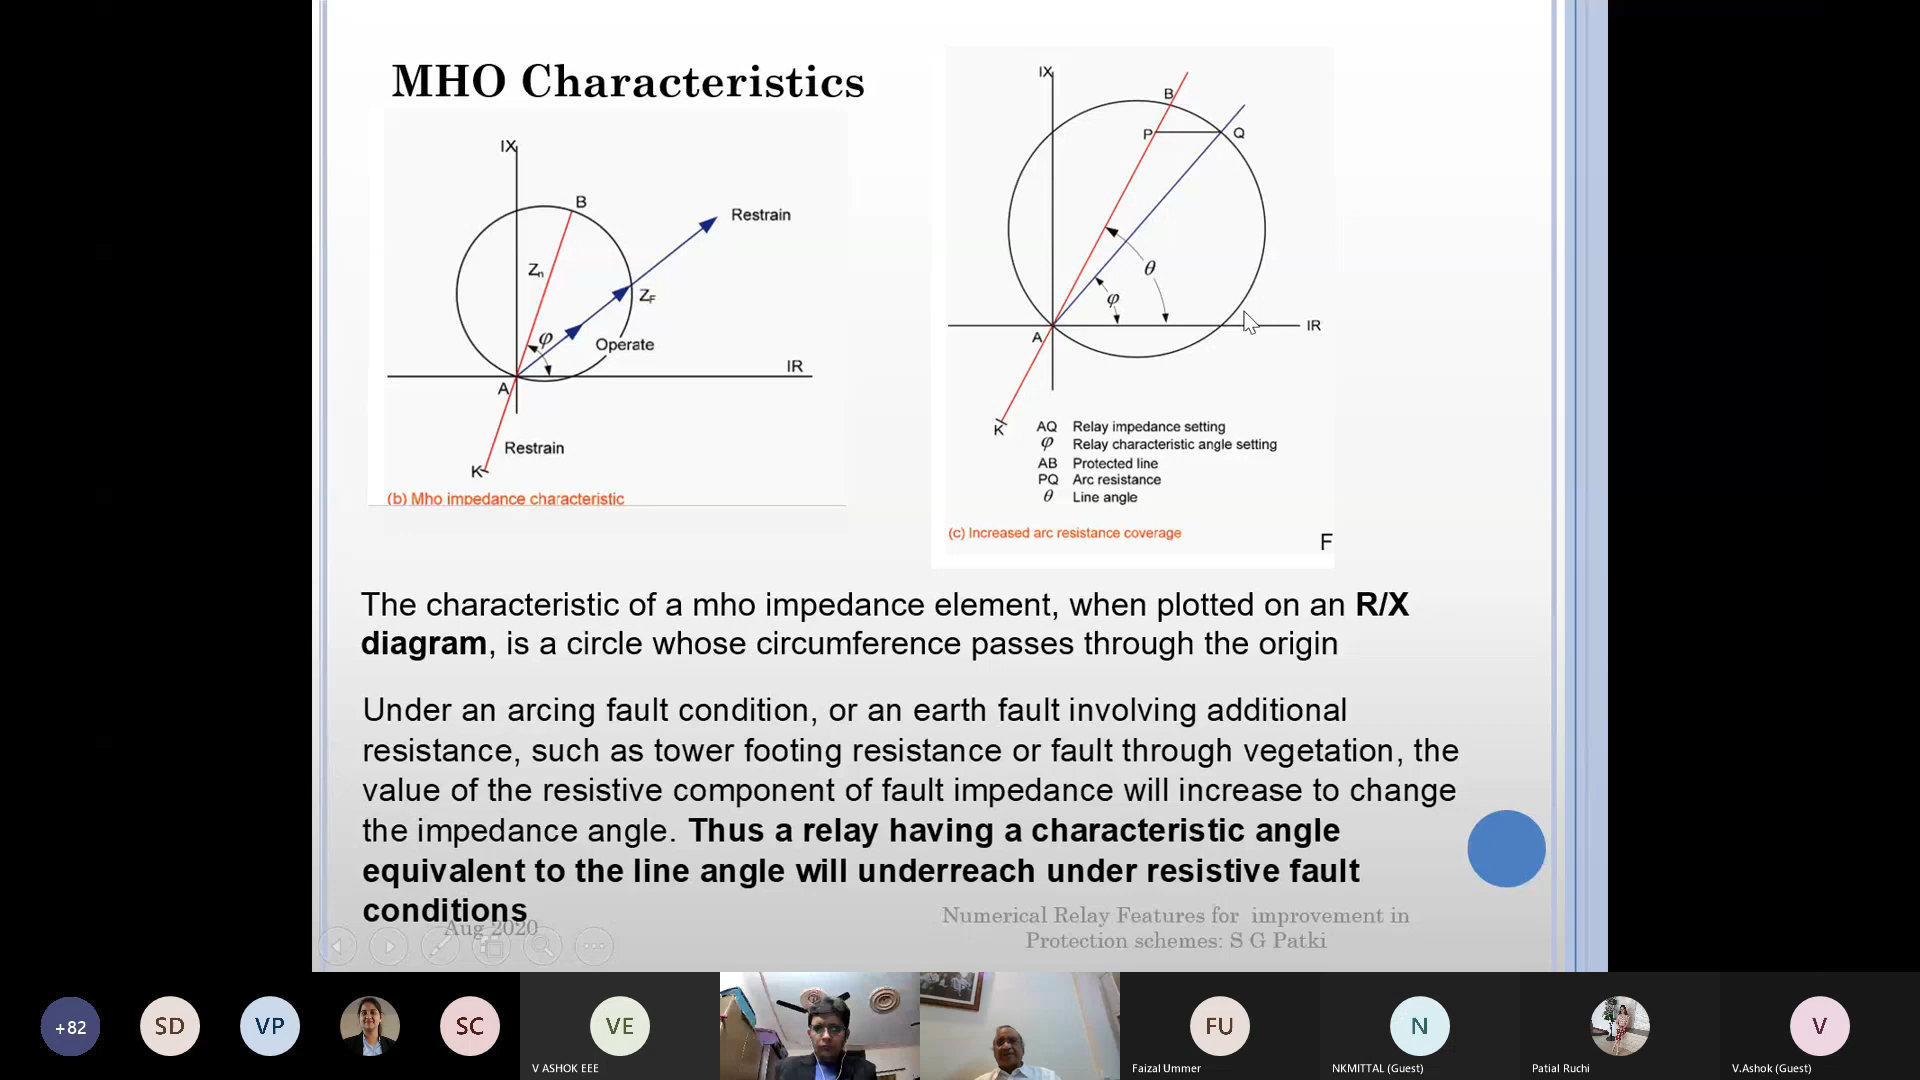 MHO Characteristics
IX
B
Restrain
Zn
ZF
φ
Operate
IR
A
Restrain
K
(b) Mho impedance characteristic
IX
B
P
Q
θ
φ
A
IR
K
AQ Relay impedance setting
φ Relay characteristic angle setting
AB Protected line
PQ Arc resistance
θ Line angle
(c) Increased arc resistance coverage
F
The characteristic of a mho impedance element, when plotted on an R/X
diagram, is a circle whose circumference passes through the origin
Under an arcing fault condition, or an earth fault involving additional
resistance, such as tower footing resistance or fault through vegetation, the
value of the resistive component of fault impedance will increase to change
the impedance angle. Thus a relay having a characteristic angle
equivalent to the line angle will underreach under resistive fault
conditions
Aug 2020
Numerical Relay Features for improvement in
Protection schemes: S G Patki
+82
SD
VP
SC
VE
V ASHOK EEE
FU
Faizal Ummer
N
NKMITTAL (Guest)
Patial Ruchi
V
V.Ashok (Guest)